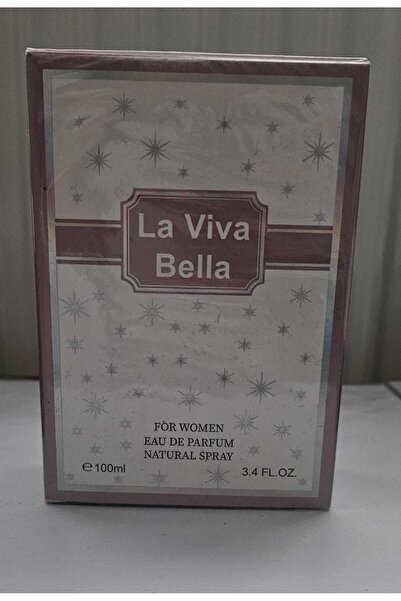 La Viva
Bella
FOR WOMEN
EAU DE PARFUM
NATURAL SPRAY
℮100ml
3.4 FL.OZ.